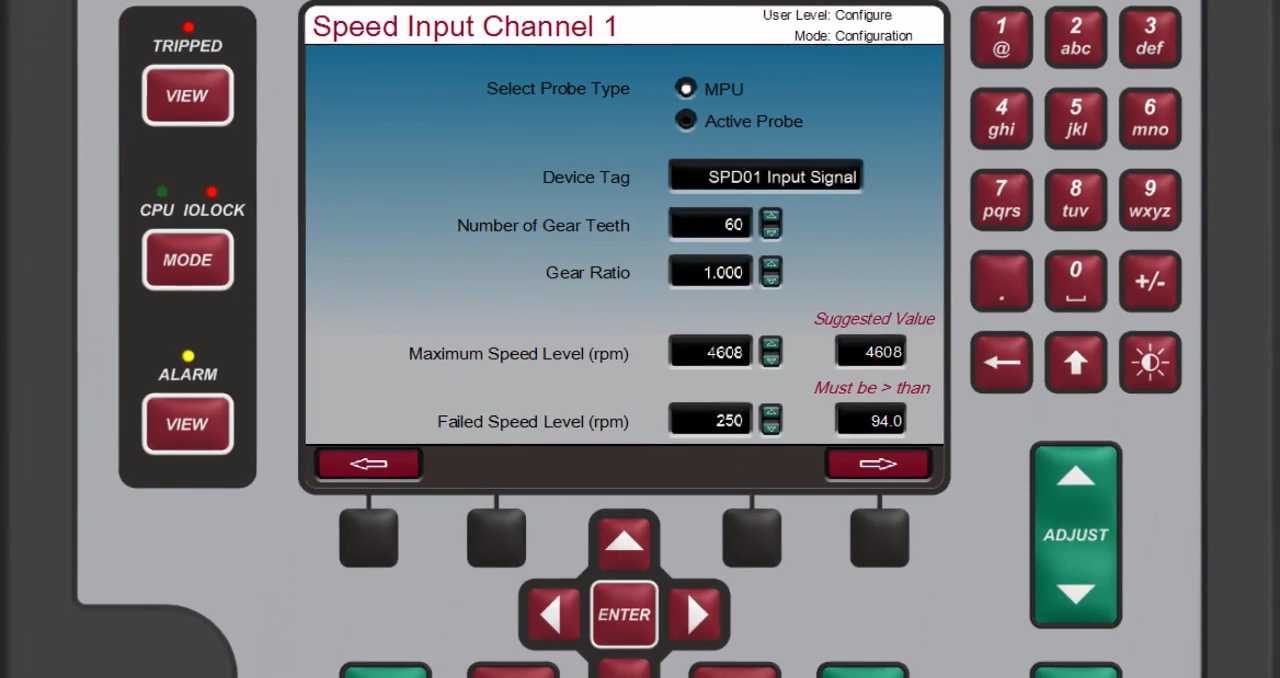 Speed Input Channel 1
User Level: Configure
Mode: Configuration
Select Probe Type
MPU
Active Probe
Device Tag
SPD01 Input Signal
Number of Gear Teeth
60
Gear Ratio
1.000
Suggested Value
Maximum Speed Level (rpm)
4608
4608
Must be > than
Failed Speed Level (rpm)
250
94.0
TRIPPED
VIEW
CPU IOLOCK
MODE
ALARM
VIEW
1
@
2
abc
3
def
4
ghi
5
jkl
6
mno
7
pqrs
8
tuv
9
wxyz
.
0
+/-
ADJUST
ENTER